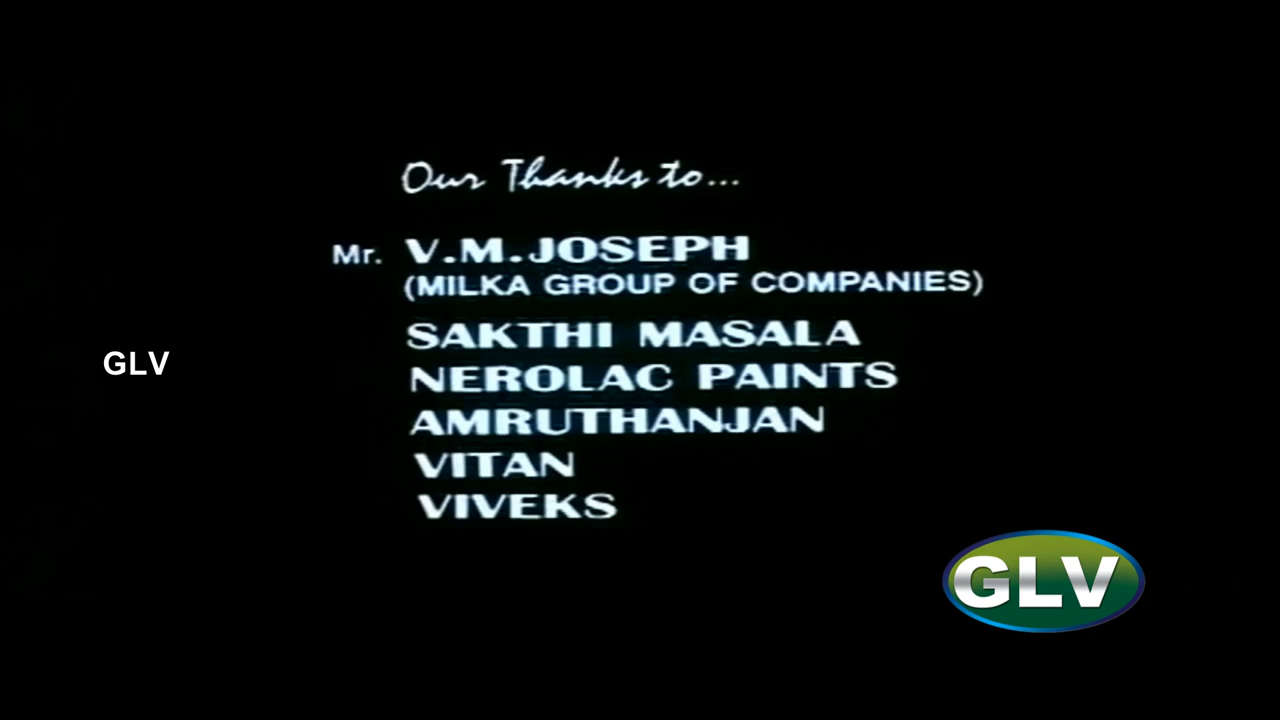 Our Thanks to...
Mr. V.M.JOSEPH
(MILKA GROUP OF COMPANIES)
SAKTHI MASALA
NEROLAC PAINTS
GLV
AMRUTHANJAN
VITAN
VIVEKS
GLV